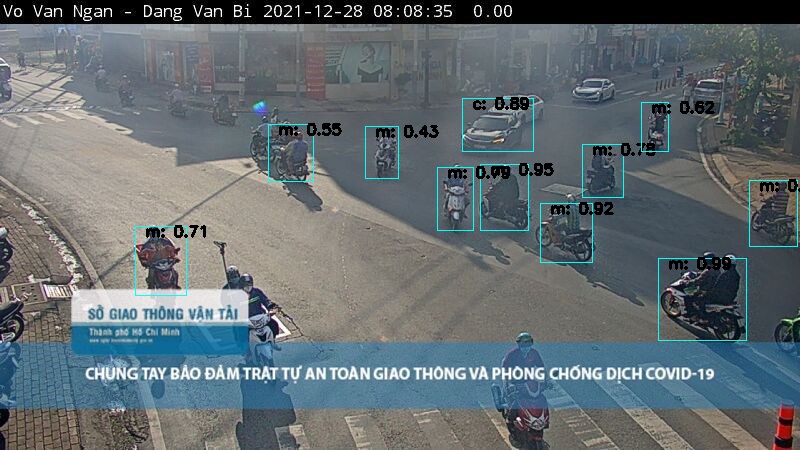 Vo Van Ngan - Dang Van Bi 2021-12-28 08:08:35 0.00
c: 0.89
m: 0.62
m: 0.55
m: 0.43
m: 0.95
m: 0.92
m: 0.71
m: 0.99
SỞ GIAO THÔNG VẬN TẢI
Thành phố Hồ Chí Minh
CHUNG TAY BẢO ĐẢM TRẬT TỰ AN TOÀN GIAO THÔNG VÀ PHÒNG CHỐNG DỊCH COVID-19